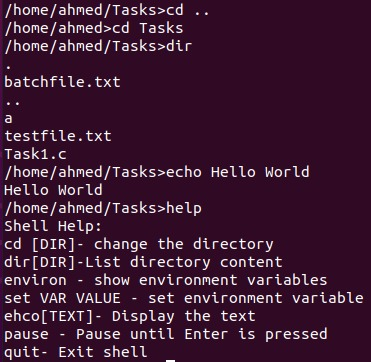 /home/ahmed/Tasks>cd ..
/home/ahmed>cd Tasks
/home/ahmed/Tasks>dir
.
batchfile.txt
..
a
testfile.txt
Task1.c
/home/ahmed/Tasks>echo Hello World
Hello World
/home/ahmed/Tasks>help
Shell Help:
cd [DIR]- change the directory
dir[DIR]-List directory content
environ - show environment variables
set VAR VALUE - set environment variable
ehco[TEXT]- Display the text
pause - Pause until Enter is pressed
quit- Exit shell